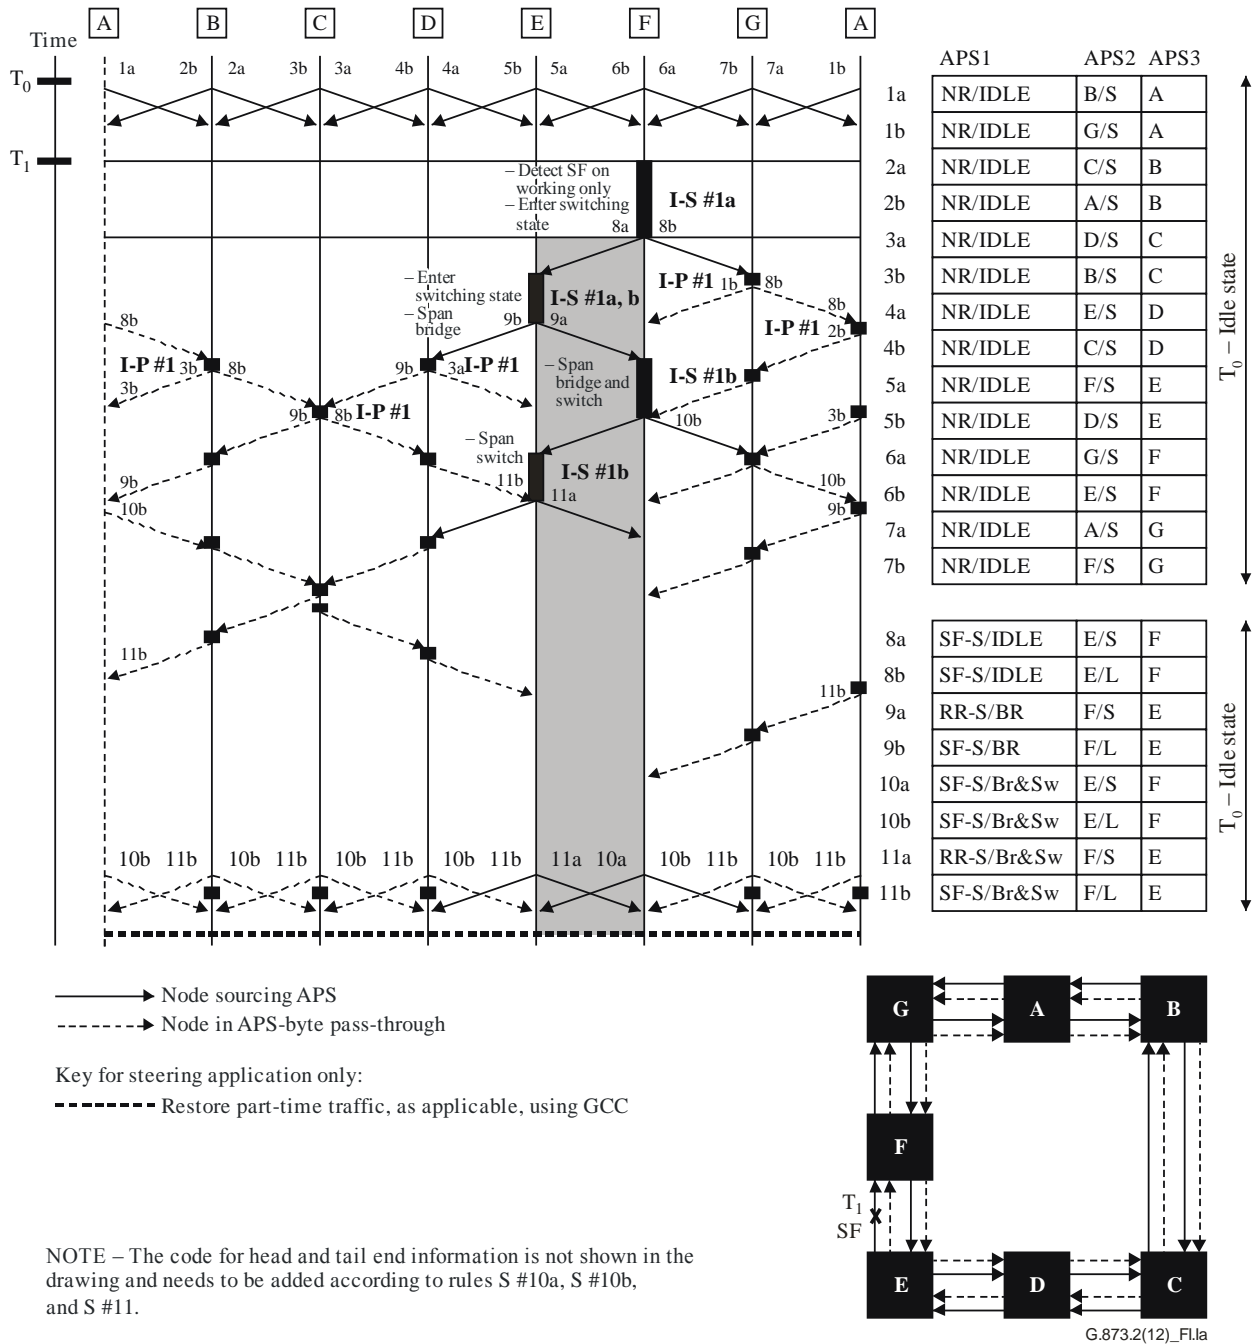 A B C D E F G A
Time
APS1 APS2 APS3
T0
1a 2b 2a 3b 3a 4b 4a 5b 5a 6b 6a 7b 7a 1b
1a NR/IDLE B/S A
1b NR/IDLE G/S A
T1
2a NR/IDLE C/S B
2b NR/IDLE A/S B
3a NR/IDLE D/S C
3b NR/IDLE B/S C
4a NR/IDLE E/S D
4b NR/IDLE C/S D
5a NR/IDLE F/S E
5b NR/IDLE D/S E
6a NR/IDLE G/S F
6b NR/IDLE E/S F
7a NR/IDLE A/S G
7b NR/IDLE F/S G
T0 – Idle state
8a SF-S/IDLE E/S F
8b SF-S/IDLE E/L F
9a RR-S/BR F/S E
9b SF-S/BR F/L E
10a SF-S/Br&Sw E/S F
10b SF-S/Br&Sw E/L F
11a RR-S/Br&Sw F/S E
11b SF-S/Br&Sw F/L E
T0 – Idle state
– Detect SF on
working only
– Enter switching
state
I-S #1a
8a 8b
– Enter
switching state
– Span
bridge
I-S #1a, b
9b 9a
I-P #1
1b 8b
8b
I-P #1
2b
8b
I-P #1
3b 8b
3b
9b 3a
I-P #1
– Span
bridge and
switch
I-S #1b
10b
9b 8b
I-P #1
3b
– Span
switch
I-S #1b
11b 11a
9b
10b
10b
9b
11b
11b
10b 11b 10b 11b 10b 11b 10b 11b 11a 10a 10b 11b 10b 11b
Node sourcing APS
Node in APS-byte pass-through
Key for steering application only:
Restore part-time traffic, as applicable, using GCC
G A B
F
T1
SF
E D C
NOTE – The code for head and tail end information is not shown in the
drawing and needs to be added according to rules S #10a, S #10b,
and S #11.
G.873.2(12)_FI.Ia